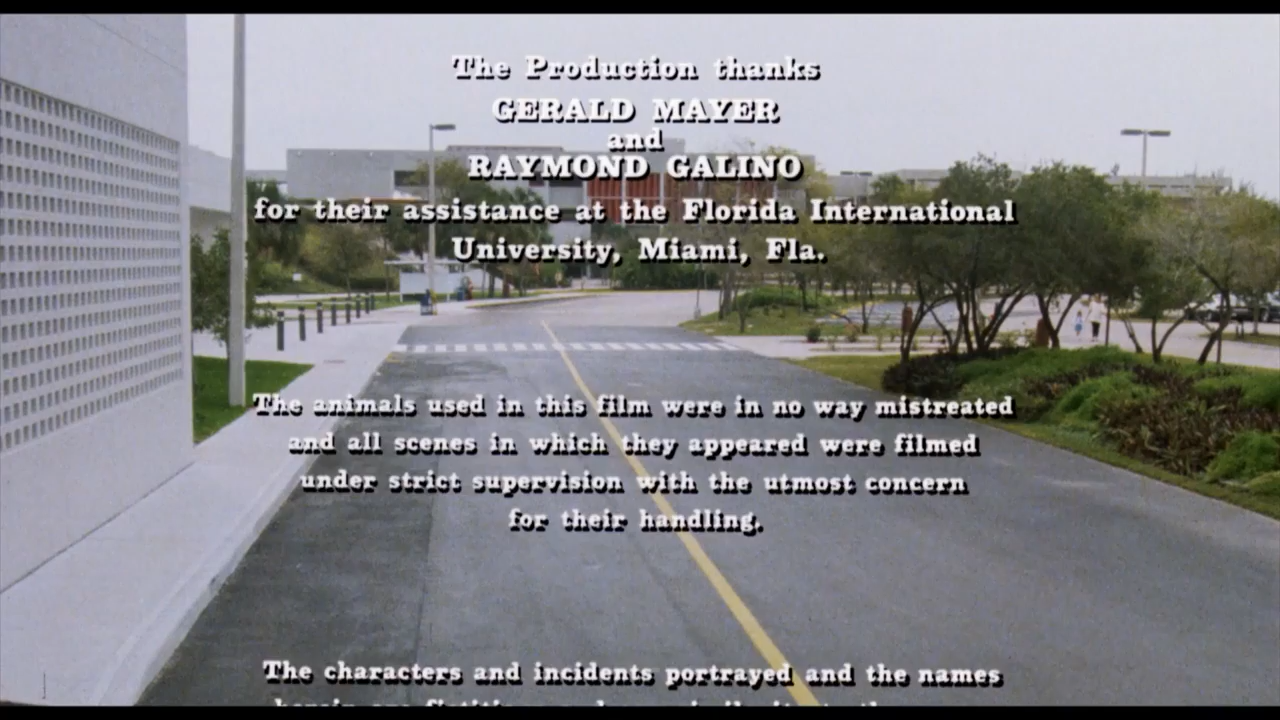 The Production thanks
GERALD MAYER
and
RAYMOND GALINO
for their assistance at the Florida International
University, Miami, Fla.
The animals used in this film were in no way mistreated
and all scenes in which they appeared were filmed
under strict supervision with the utmost concern
for their handling.
The characters and incidents portrayed and the names